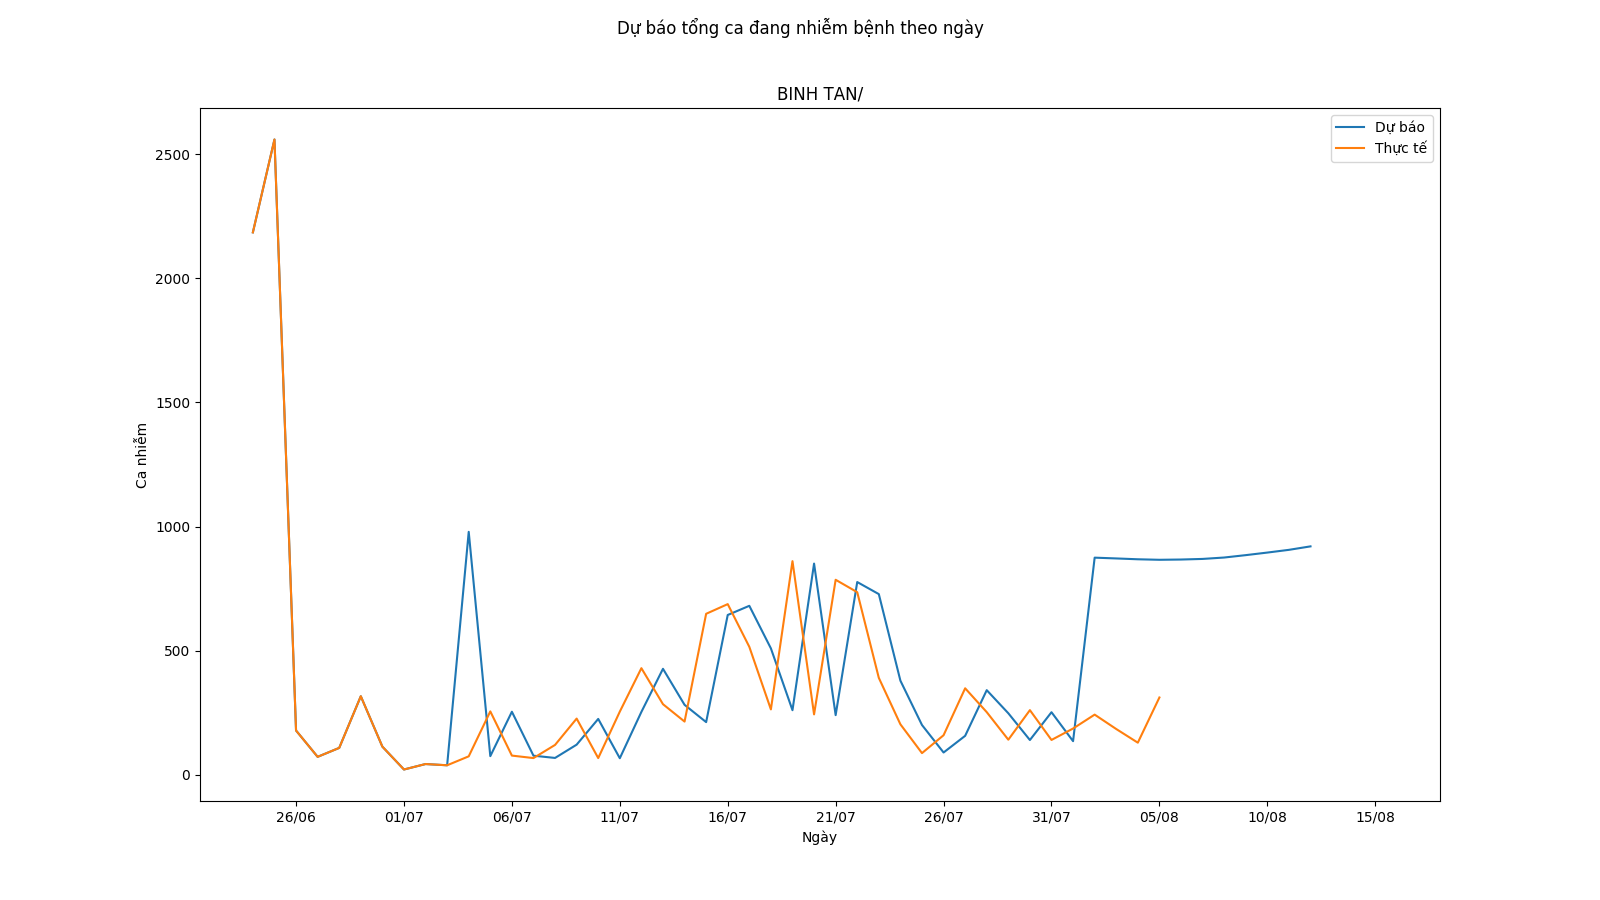 Dự báo tổng ca đang nhiễm bệnh theo ngày
BINH TAN/
Dự báo
Thực tế
2500
2000
1500
1000
500
0
Ca nhiễm
26/06 01/07 06/07 11/07 16/07 21/07 26/07 31/07 05/08 10/08 15/08
Ngày